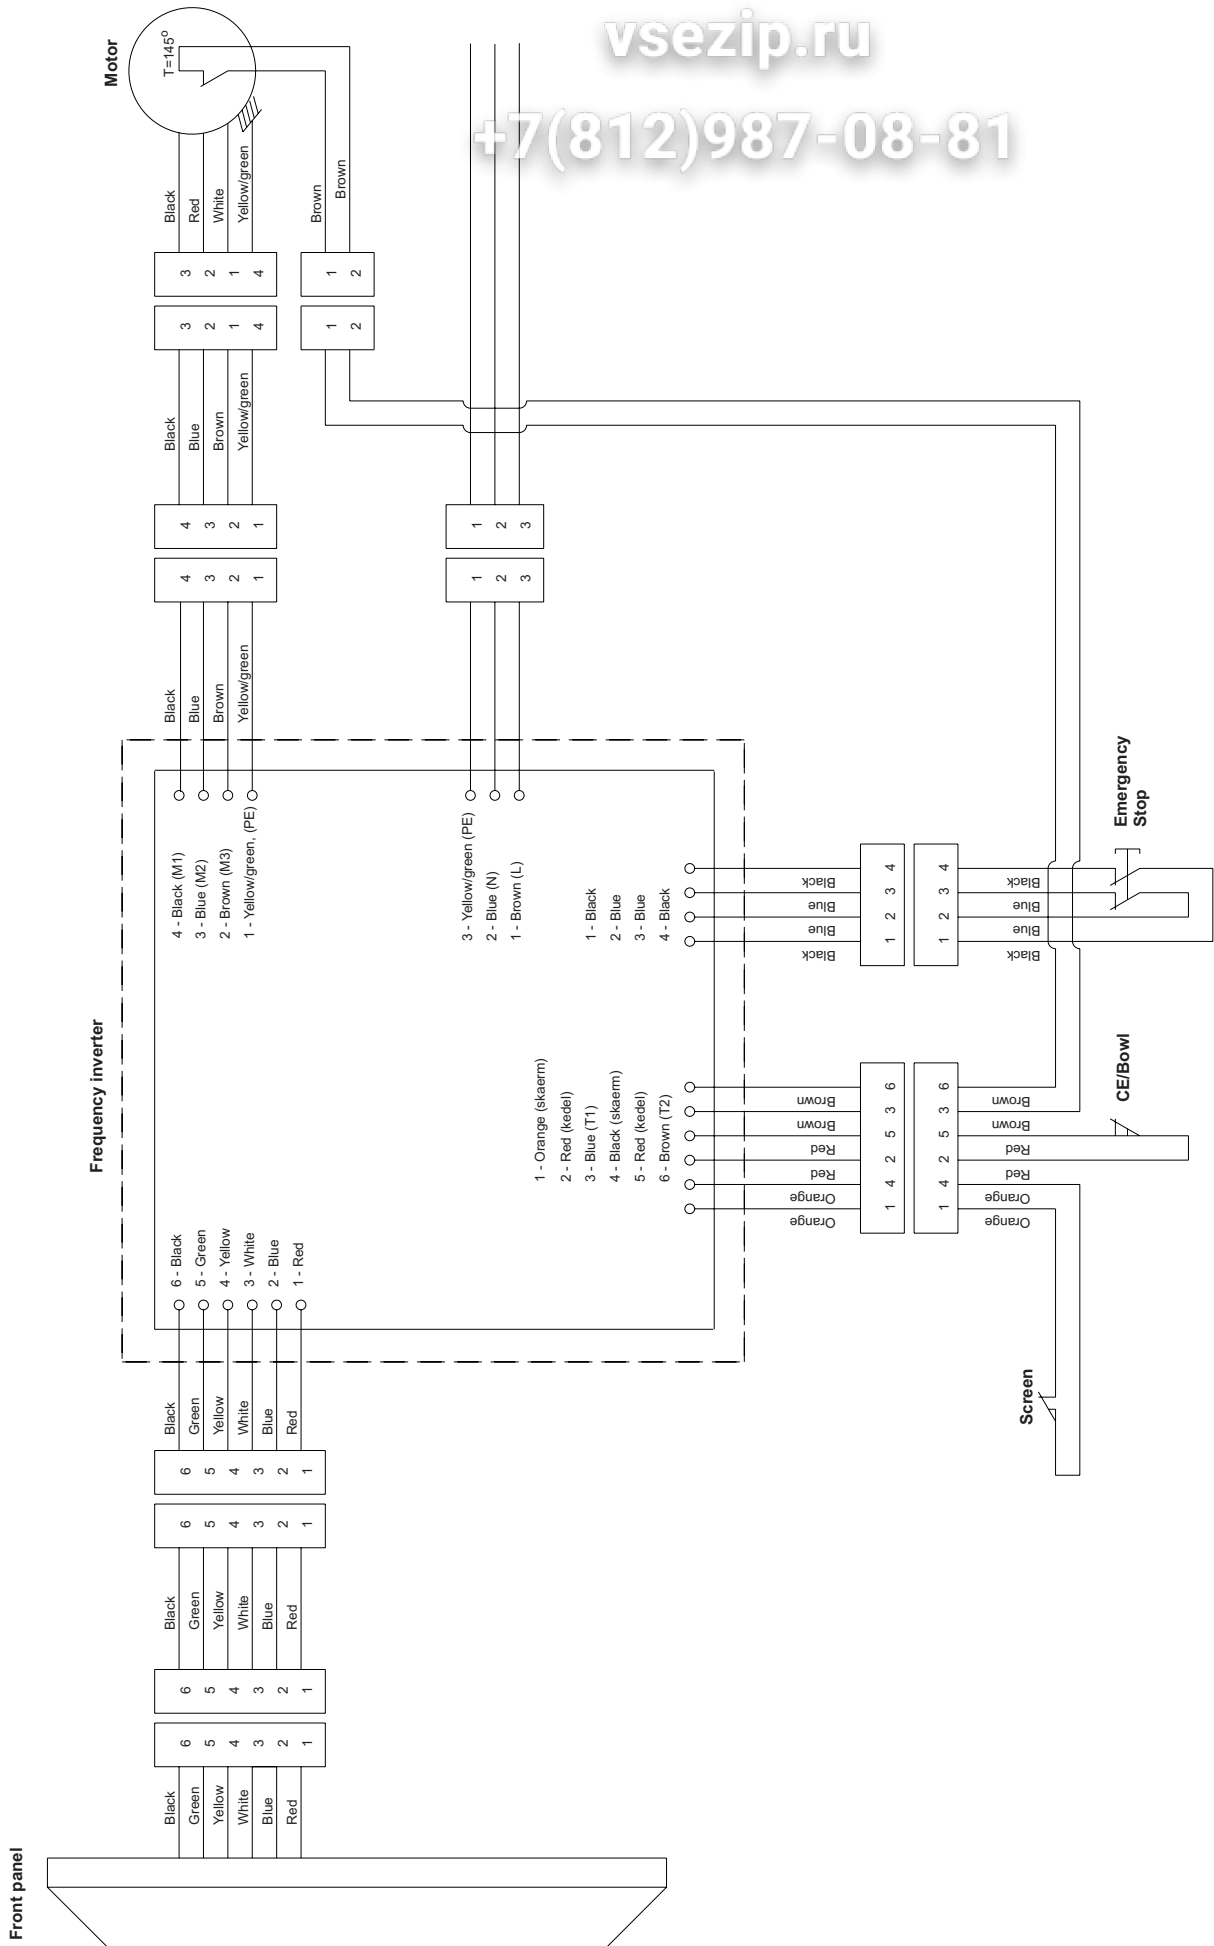 vsezip.ru
+7(812)987-08-81
Motor
T=145°
Black
Red
White
Yellow/green
Brown
Brown
3
2
1
4
1
2
3
2
1
4
1
2
Black
Blue
Brown
Yellow/green
4
3
2
1
1
2
3
4
3
2
1
1
2
3
Black
Blue
Brown
Yellow/green
Frequency inverter
4 - Black (M1)
3 - Blue (M2)
2 - Brown (M3)
1 - Yellow/green, (PE)
3 - Yellow/green (PE)
2 - Blue (N)
1 - Brown (L)
1 - Black
2 - Blue
3 - Blue
4 - Black
Black
Blue
Blue
Black
4
3
2
1
4
3
2
1
Black
Blue
Blue
Black
Emergency
Stop
1 - Orange (skaerm)
2 - Red (kedel)
3 - Blue (T1)
4 - Black (skaerm)
5 - Red (kedel)
6 - Brown (T2)
Brown
Brown
Red
Red
Orange
Orange
6
3
5
2
4
1
6
3
5
2
4
1
Brown
Brown
Red
Red
Orange
Orange
CE/Bowl
Screen
6 - Black
5 - Green
4 - Yellow
3 - White
2 - Blue
1 - Red
Black
Green
Yellow
White
Blue
Red
6
5
4
3
2
1
6
5
4
3
2
1
Black
Green
Yellow
White
Blue
Red
6
5
4
3
2
1
6
5
4
3
2
1
Black
Green
Yellow
White
Blue
Red
Front panel